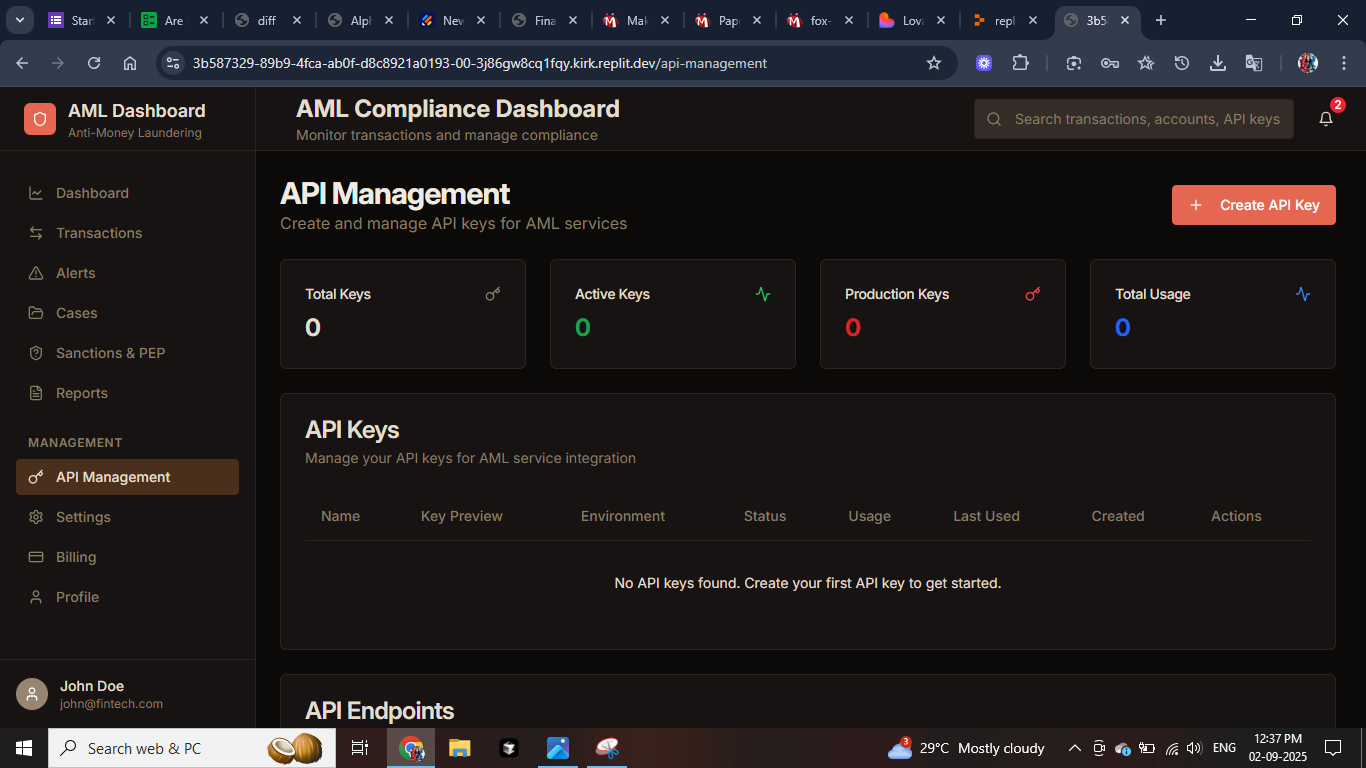 Start
Are
diff
Alph
New
Fina
Mak
Pap
fox-
Lova
repl
3b5
3b587329-89b9-4fca-ab0f-d8c8921a0193-00-3j86gw8cq1fqy.kirk.replit.dev/api-management
AML Dashboard
Anti-Money Laundering
AML Compliance Dashboard
Monitor transactions and manage compliance
Search transactions, accounts, API keys
2
Dashboard
Transactions
Alerts
Cases
Sanctions & PEP
Reports
MANAGEMENT
API Management
Settings
Billing
Profile
John Doe
john@fintech.com
API Management
Create and manage API keys for AML services
+ Create API Key
Total Keys
0
Active Keys
0
Production Keys
0
Total Usage
0
API Keys
Manage your API keys for AML service integration
Name Key Preview Environment Status Usage Last Used Created Actions
No API keys found. Create your first API key to get started.
API Endpoints
Search web & PC
3
29°C Mostly cloudy
ENG
12:37 PM
02-09-2025